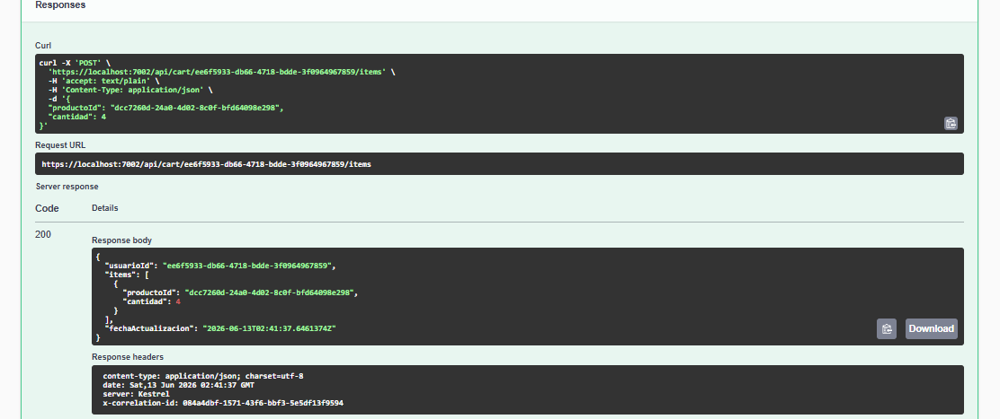 Responses
Curl
curl -X 'POST' \
  'https://localhost:7002/api/cart/ee6f5933-db66-4718-bdde-3f0964967859/items' \
  -H 'accept: text/plain' \
  -H 'Content-Type: application/json' \
  -d '{
  "productoId": "dcc7260d-24a0-4d02-8c0f-bfd64098e298",
  "cantidad": 4
}'
Request URL
https://localhost:7002/api/cart/ee6f5933-db66-4718-bdde-3f0964967859/items
Server response
Code Details
200
Response body
{
  "usuarioId": "ee6f5933-db66-4718-bdde-3f0964967859",
  "items": [
    {
      "productoId": "dcc7260d-24a0-4d02-8c0f-bfd64098e298",
      "cantidad": 4
    }
  ],
  "fechaActualizacion": "2026-06-13T02:41:37.6461374Z"
}
Download
Response headers
content-type: application/json; charset=utf-8
date: Sat,13 Jun 2026 02:41:37 GMT
server: Kestrel
x-correlation-id: 084a4dbf-1571-43f6-bbf3-5e5df13f9594